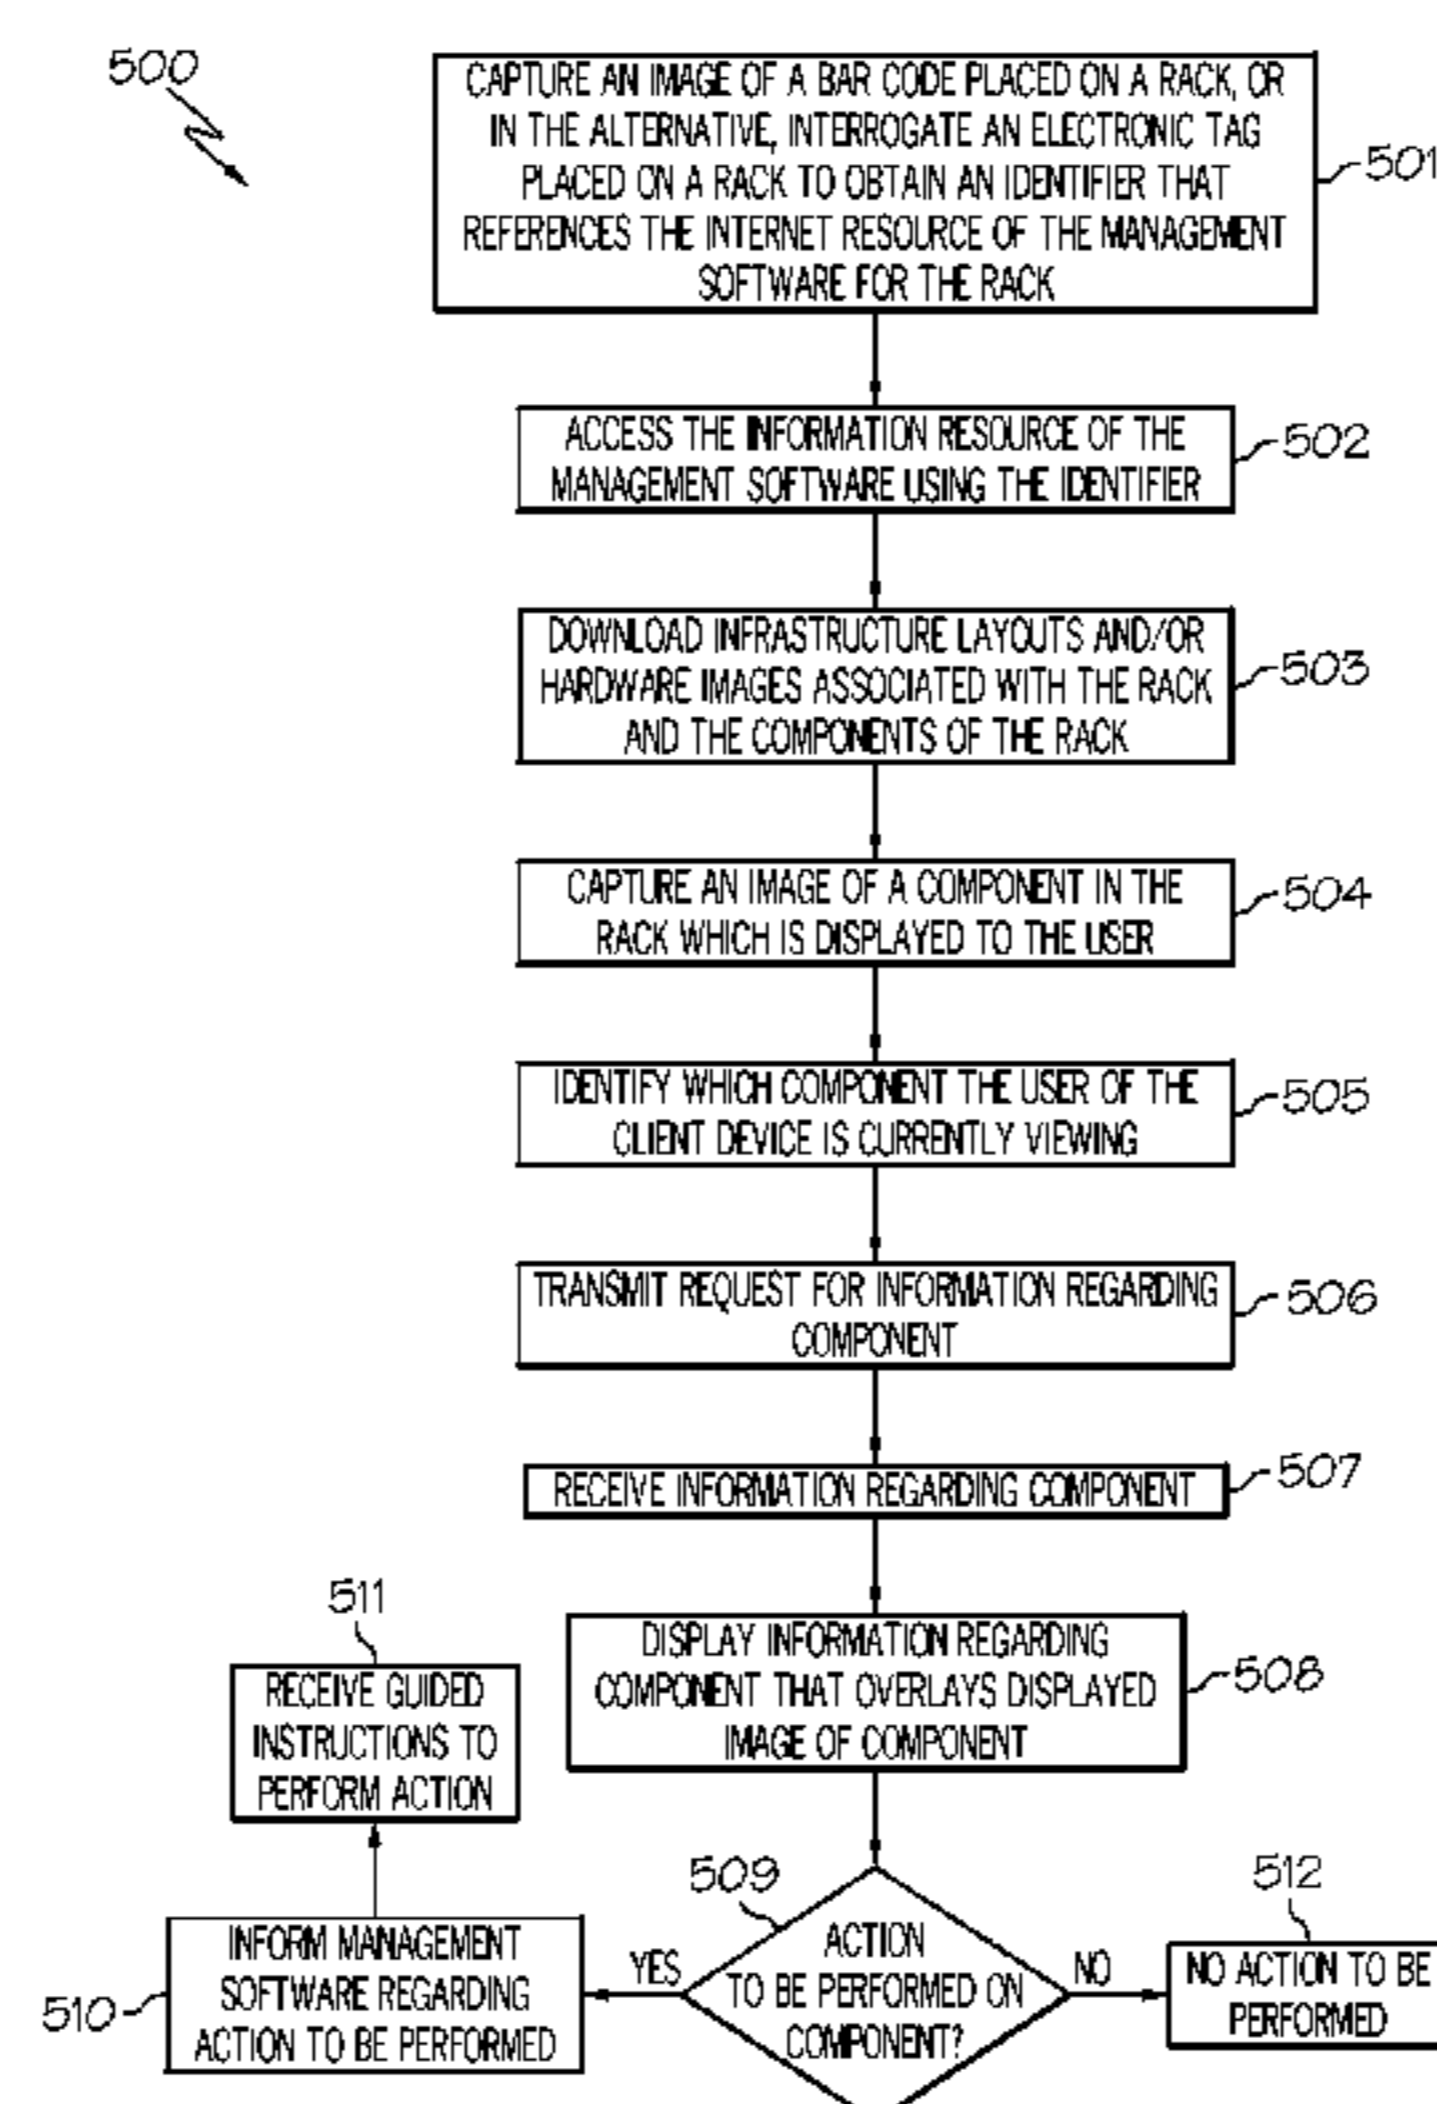 500
CAPTURE AN IMAGE OF A BAR CODE PLACED ON A RACK, OR
IN THE ALTERNATIVE, INTERROGATE AN ELECTRONIC TAG
PLACED ON A RACK TO OBTAIN AN IDENTIFIER THAT
REFERENCES THE INTERNET RESOURCE OF THE MANAGEMENT
SOFTWARE FOR THE RACK
501
ACCESS THE INFORMATION RESOURCE OF THE
MANAGEMENT SOFTWARE USING THE IDENTIFIER
502
DOWNLOAD INFRASTRUCTURE LAYOUTS AND/OR
HARDWARE IMAGES ASSOCIATED WITH THE RACK
AND THE COMPONENTS OF THE RACK
503
CAPTURE AN IMAGE OF A COMPONENT IN THE
RACK WHICH IS DISPLAYED TO THE USER
504
IDENTIFY WHICH COMPONENT THE USER OF THE
CLIENT DEVICE IS CURRENTLY VIEWING
505
TRANSMIT REQUEST FOR INFORMATION REGARDING
COMPONENT
506
RECEIVE INFORMATION REGARDING COMPONENT
507
DISPLAY INFORMATION REGARDING
COMPONENT THAT OVERLAYS DISPLAYED
IMAGE OF COMPONENT
508
509
ACTION
TO BE PERFORMED ON
COMPONENT?
YES
NO
INFORM MANAGEMENT
SOFTWARE REGARDING
ACTION TO BE PERFORMED
510
511
RECEIVE GUIDED
INSTRUCTIONS TO
PERFORM ACTION
512
NO ACTION TO BE
PERFORMED